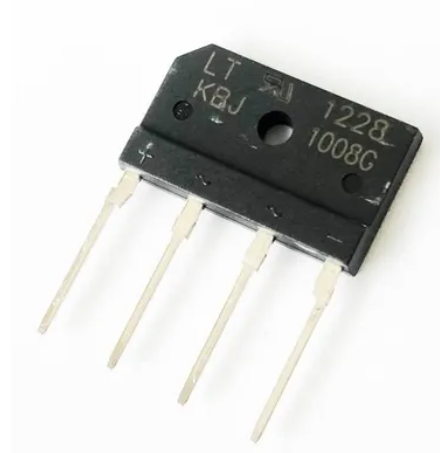 LT 1228
KBJ 1008G
+ ~ ~ -